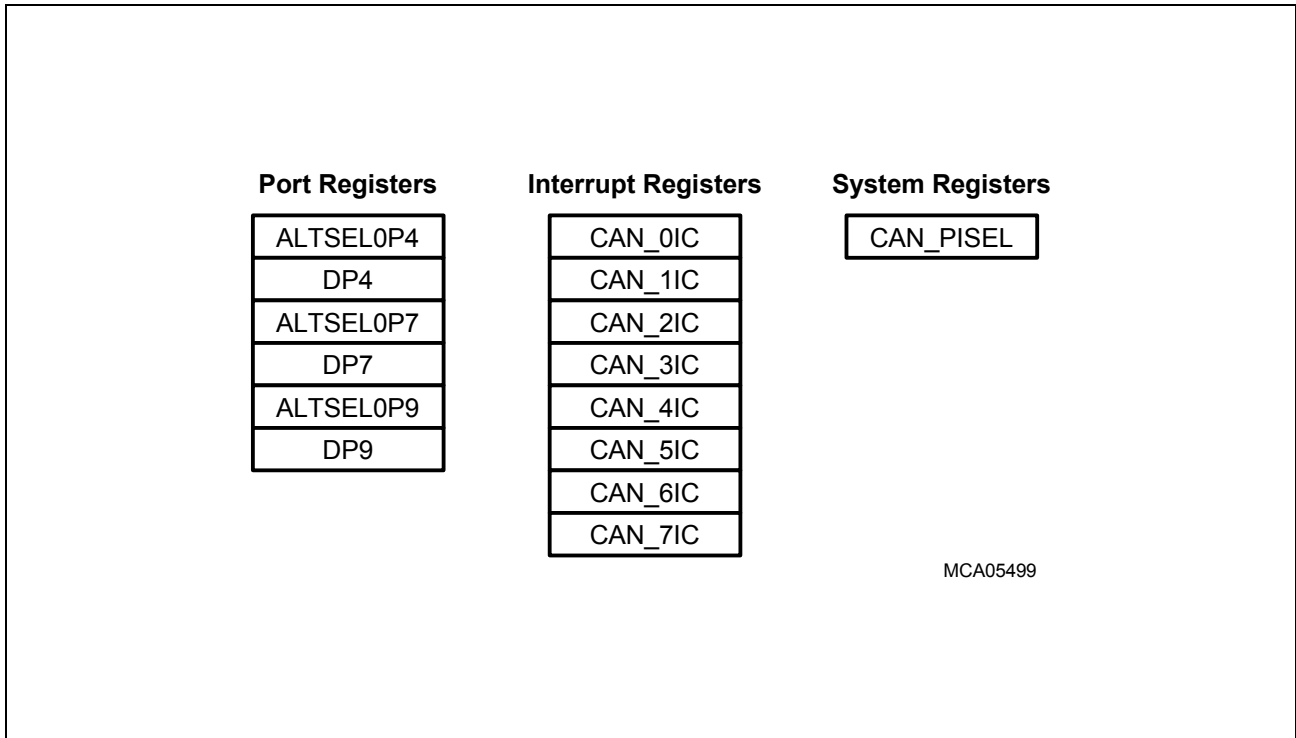 Port Registers
ALTSEL0P4
DP4
ALTSEL0P7
DP7
ALTSEL0P9
DP9
Interrupt Registers
CAN_0IC
CAN_1IC
CAN_2IC
CAN_3IC
CAN_4IC
CAN_5IC
CAN_6IC
CAN_7IC
System Registers
CAN_PISEL
MCA05499